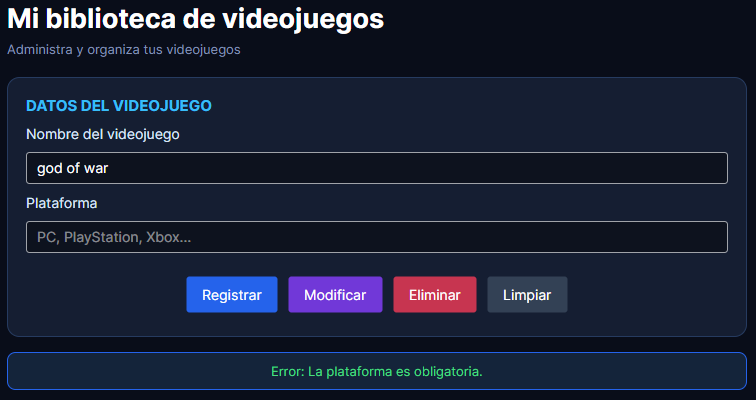 Mi biblioteca de videojuegos
Administra y organiza tus videojuegos
DATOS DEL VIDEOJUEGO
Nombre del videojuego
god of war
Plataforma
PC, PlayStation, Xbox...
Registrar Modificar Eliminar Limpiar
Error: La plataforma es obligatoria.